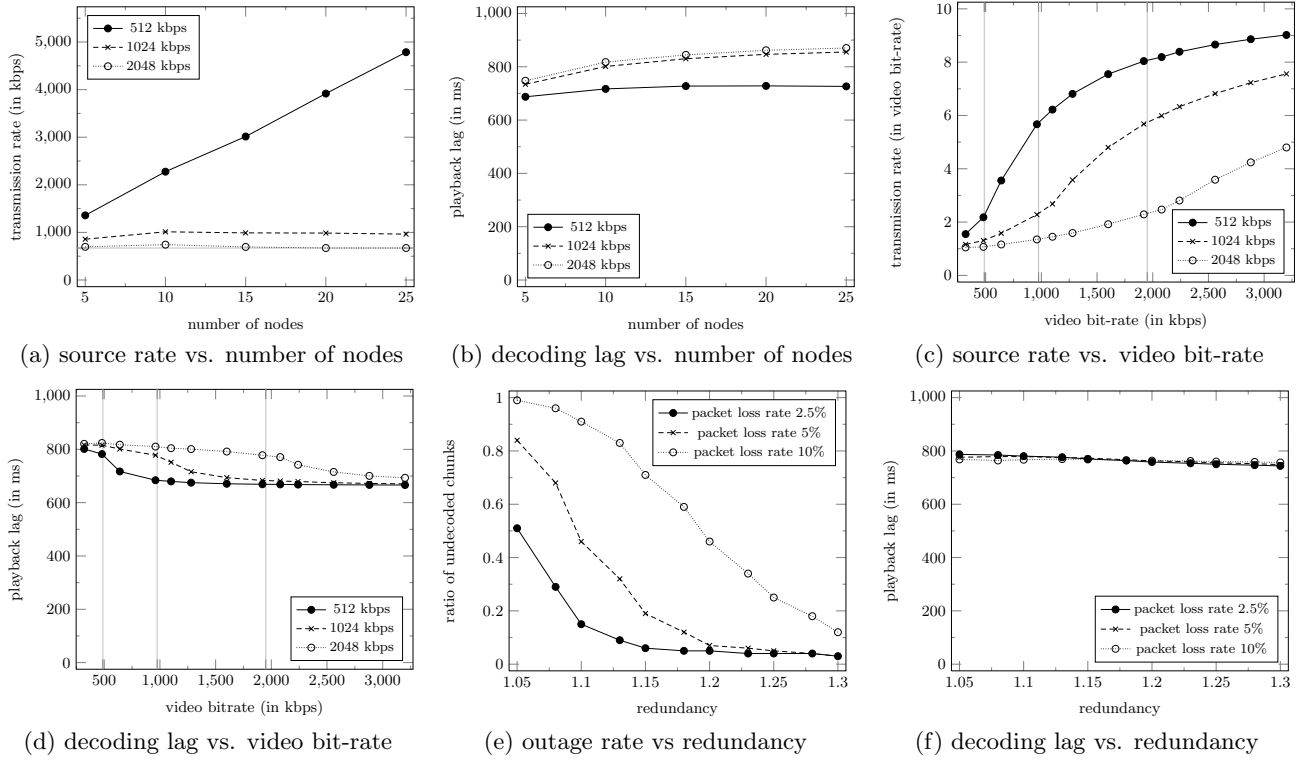 transmission rate (in kbps)
5,000
4,000
3,000
2,000
1,000
0
512 kbps
1024 kbps
2048 kbps
5 10 15 20 25
number of nodes
(a) source rate vs. number of nodes
playback lag (in ms)
1,000
800
600
400
200
0
512 kbps
1024 kbps
2048 kbps
5 10 15 20 25
number of nodes
(b) decoding lag vs. number of nodes
transmission rate (in video bit-rate)
10
8
6
4
2
0
512 kbps
1024 kbps
2048 kbps
500 1,000 1,500 2,000 2,500 3,000
video bit-rate (in kbps)
(c) source rate vs. video bit-rate
playback lag (in ms)
1,000
800
600
400
200
0
512 kbps
1024 kbps
2048 kbps
500 1,000 1,500 2,000 2,500 3,000
video bitrate (in kbps)
(d) decoding lag vs. video bit-rate
ratio of undecoded chunks
1
0.8
0.6
0.4
0.2
0
packet loss rate 2.5%
packet loss rate 5%
packet loss rate 10%
1.05 1.1 1.15 1.2 1.25 1.3
redundancy
(e) outage rate vs redundancy
playback lag (in ms)
1,000
800
600
400
200
0
packet loss rate 2.5%
packet loss rate 5%
packet loss rate 10%
1.05 1.1 1.15 1.2 1.25 1.3
redundancy
(f) decoding lag vs. redundancy